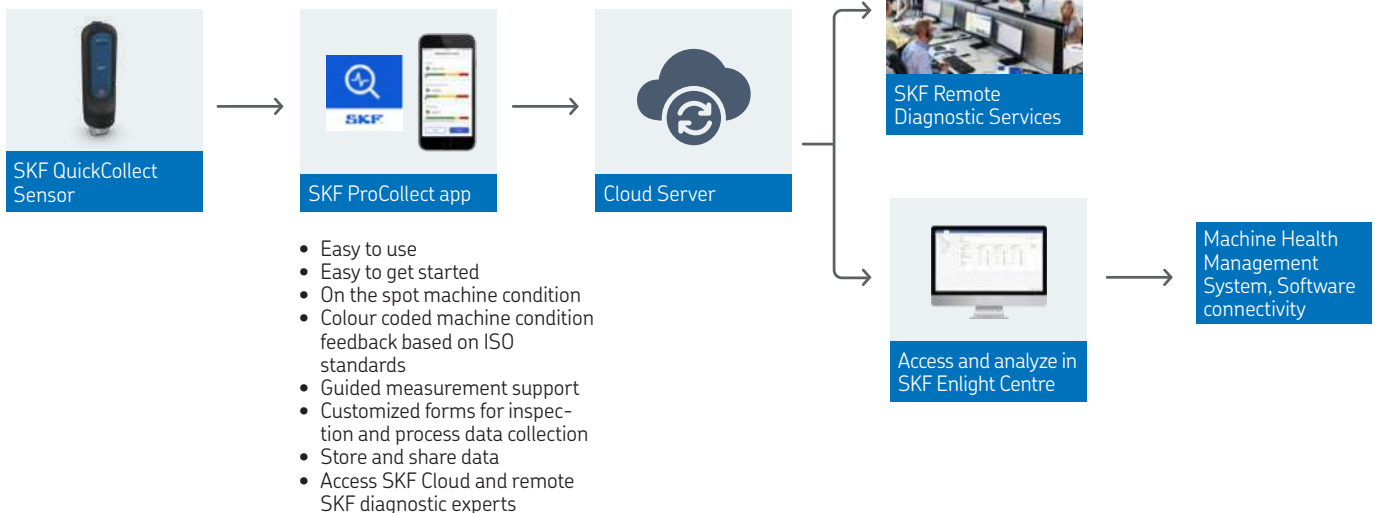 SKF QuickCollect
Sensor
SKF
SKF ProCollect app
• Easy to use
• Easy to get started
• On the spot machine condition
• Colour coded machine condition
feedback based on ISO
standards
• Guided measurement support
• Customized forms for inspec-
tion and process data collection
• Store and share data
• Access SKF Cloud and remote
SKF diagnostic experts
Cloud Server
SKF Remote
Diagnostic Services
Access and analyze in
SKF Enlight Centre
Machine Health
Management
System, Software
connectivity